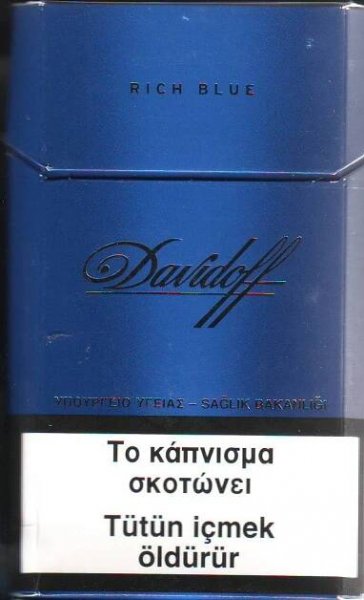 RICH BLUE
Davidoff
ΥΠΟΥΡΓΕΙΟ ΥΓΕΙΑΣ – SAĞLIK BAKANLIĞI
Το κάπνισμα
σκοτώνει
Tütün içmek
öldürür